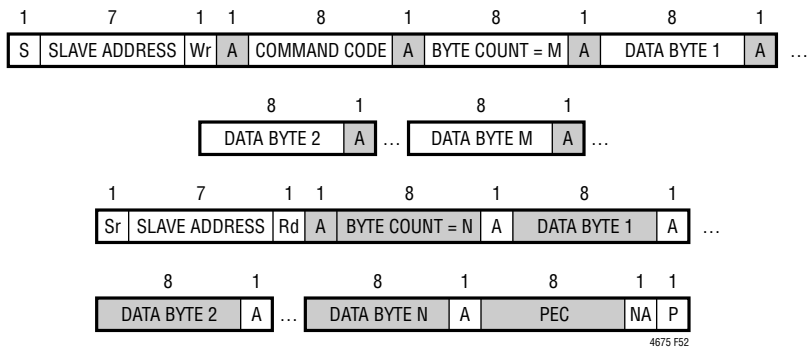 1 7 1 1 8 1 8 1 8 1
S SLAVE ADDRESS Wr A COMMAND CODE A BYTE COUNT = M A DATA BYTE 1 A …
8 1 8 1
DATA BYTE 2 A … DATA BYTE M A …
1 7 1 1 8 1 8 1
Sr SLAVE ADDRESS Rd A BYTE COUNT = N A DATA BYTE 1 A …
8 1 8 1 8 1 1
DATA BYTE 2 A … DATA BYTE N A PEC NA P
4675 F52